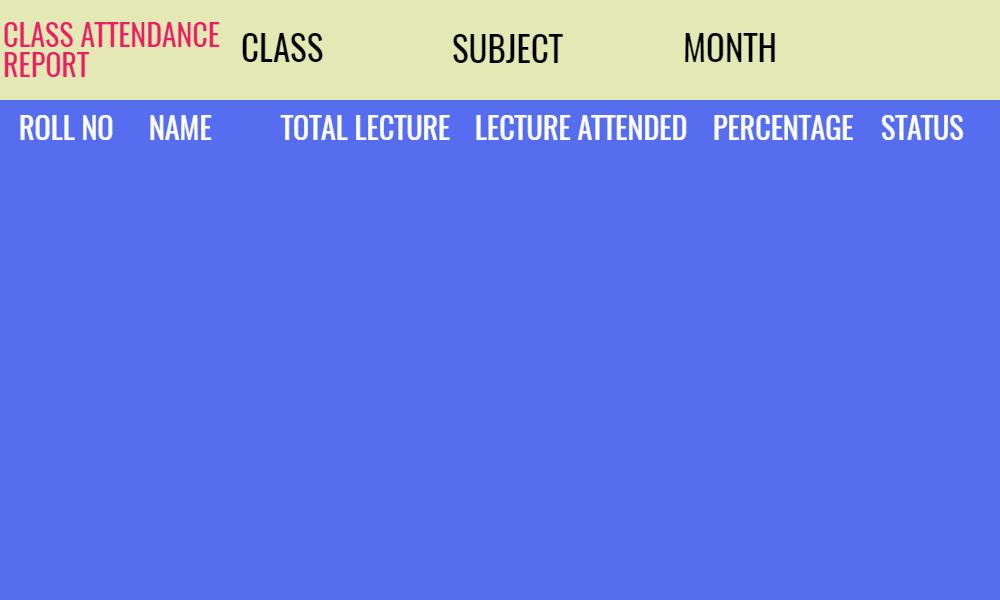 CLASS ATTENDANCE
REPORT
CLASS
SUBJECT
MONTH
ROLL NO NAME TOTAL LECTURE LECTURE ATTENDED PERCENTAGE STATUS